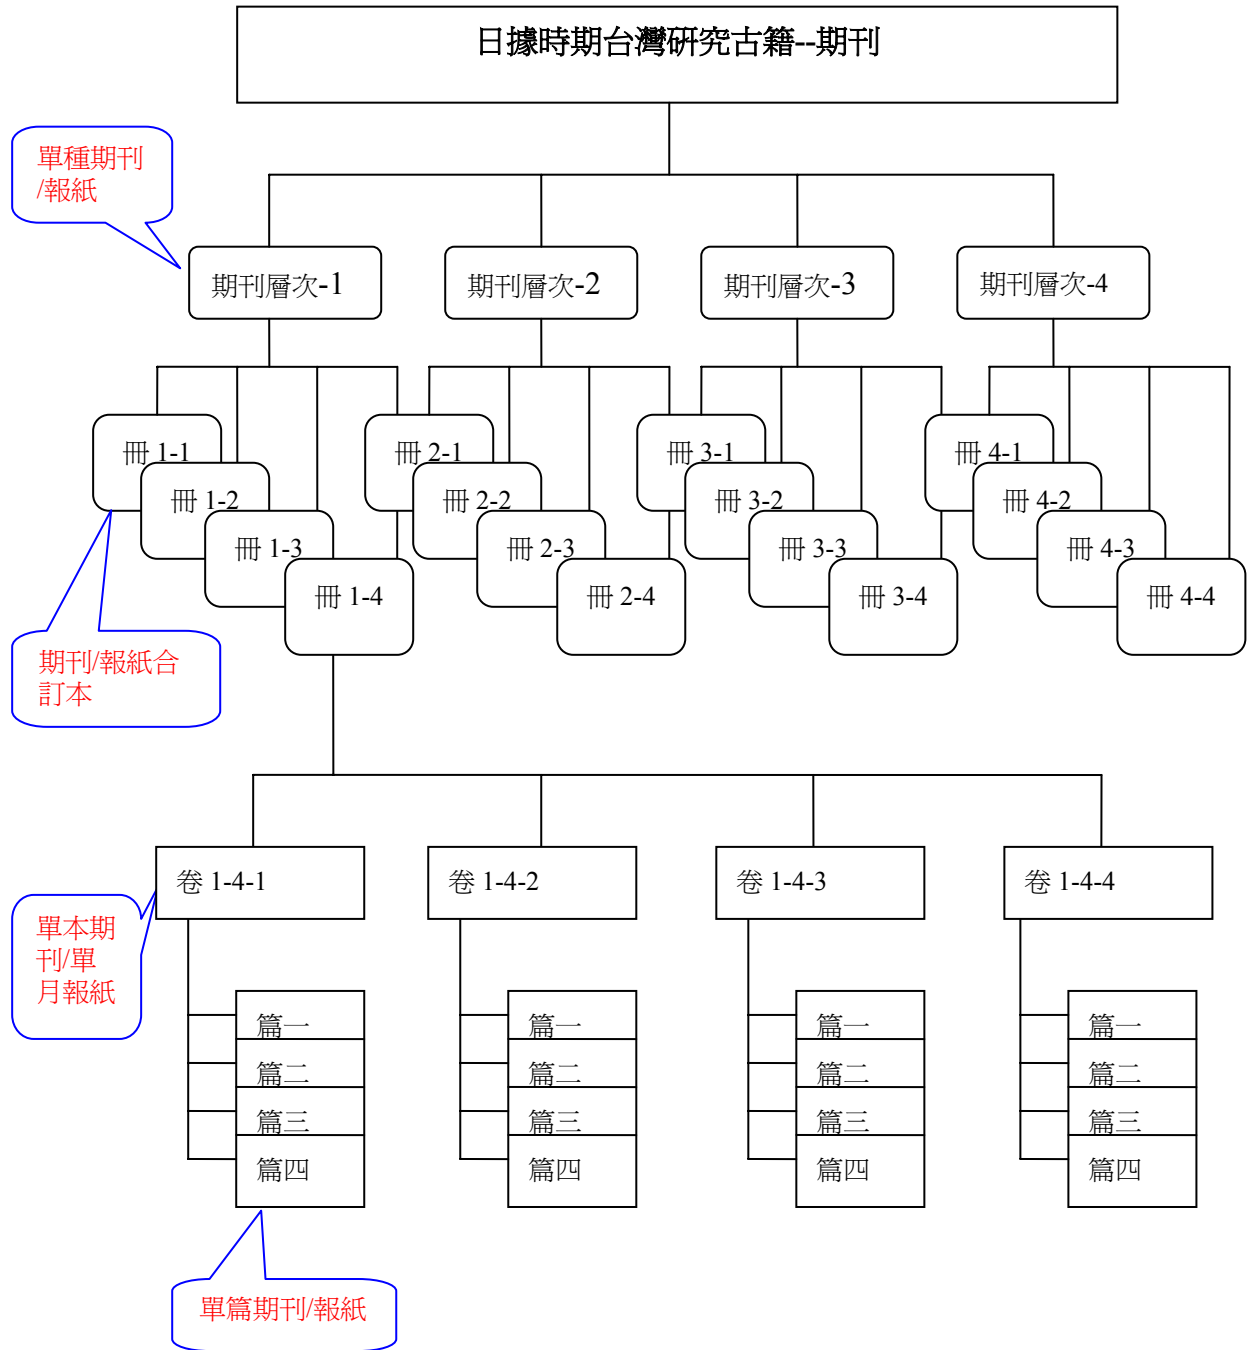 日據時期台灣研究古籍--期刊
單種期刊
/報紙
期刊層次-1
期刊層次-2
期刊層次-3
期刊層次-4
冊 1-1
冊 1-2
冊 1-3
冊 1-4
冊 2-1
冊 2-2
冊 2-3
冊 2-4
冊 3-1
冊 3-2
冊 3-3
冊 3-4
冊 4-1
冊 4-2
冊 4-3
冊 4-4
期刊/報紙合
訂本
卷 1-4-1
卷 1-4-2
卷 1-4-3
卷 1-4-4
單本期
刊/單
月報紙
篇一
篇二
篇三
篇四
篇一
篇二
篇三
篇四
篇一
篇二
篇三
篇四
篇一
篇二
篇三
篇四
單篇期刊/報紙